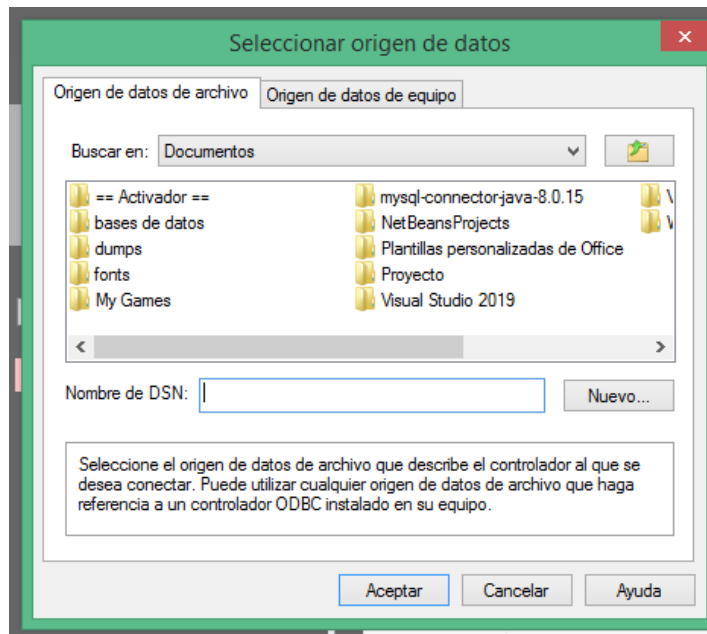 Seleccionar origen de datos
Origen de datos de archivo
Origen de datos de equipo
Buscar en: Documentos
== Activador ==
bases de datos
dumps
fonts
My Games
mysql-connector-java-8.0.15
NetBeansProjects
Plantillas personalizadas de Office
Proyecto
Visual Studio 2019
Nombre de DSN:
Nuevo...
Seleccione el origen de datos de archivo que describe el controlador al que se
desea conectar. Puede utilizar cualquier origen de datos de archivo que haga
referencia a un controlador ODBC instalado en su equipo.
Aceptar
Cancelar
Ayuda